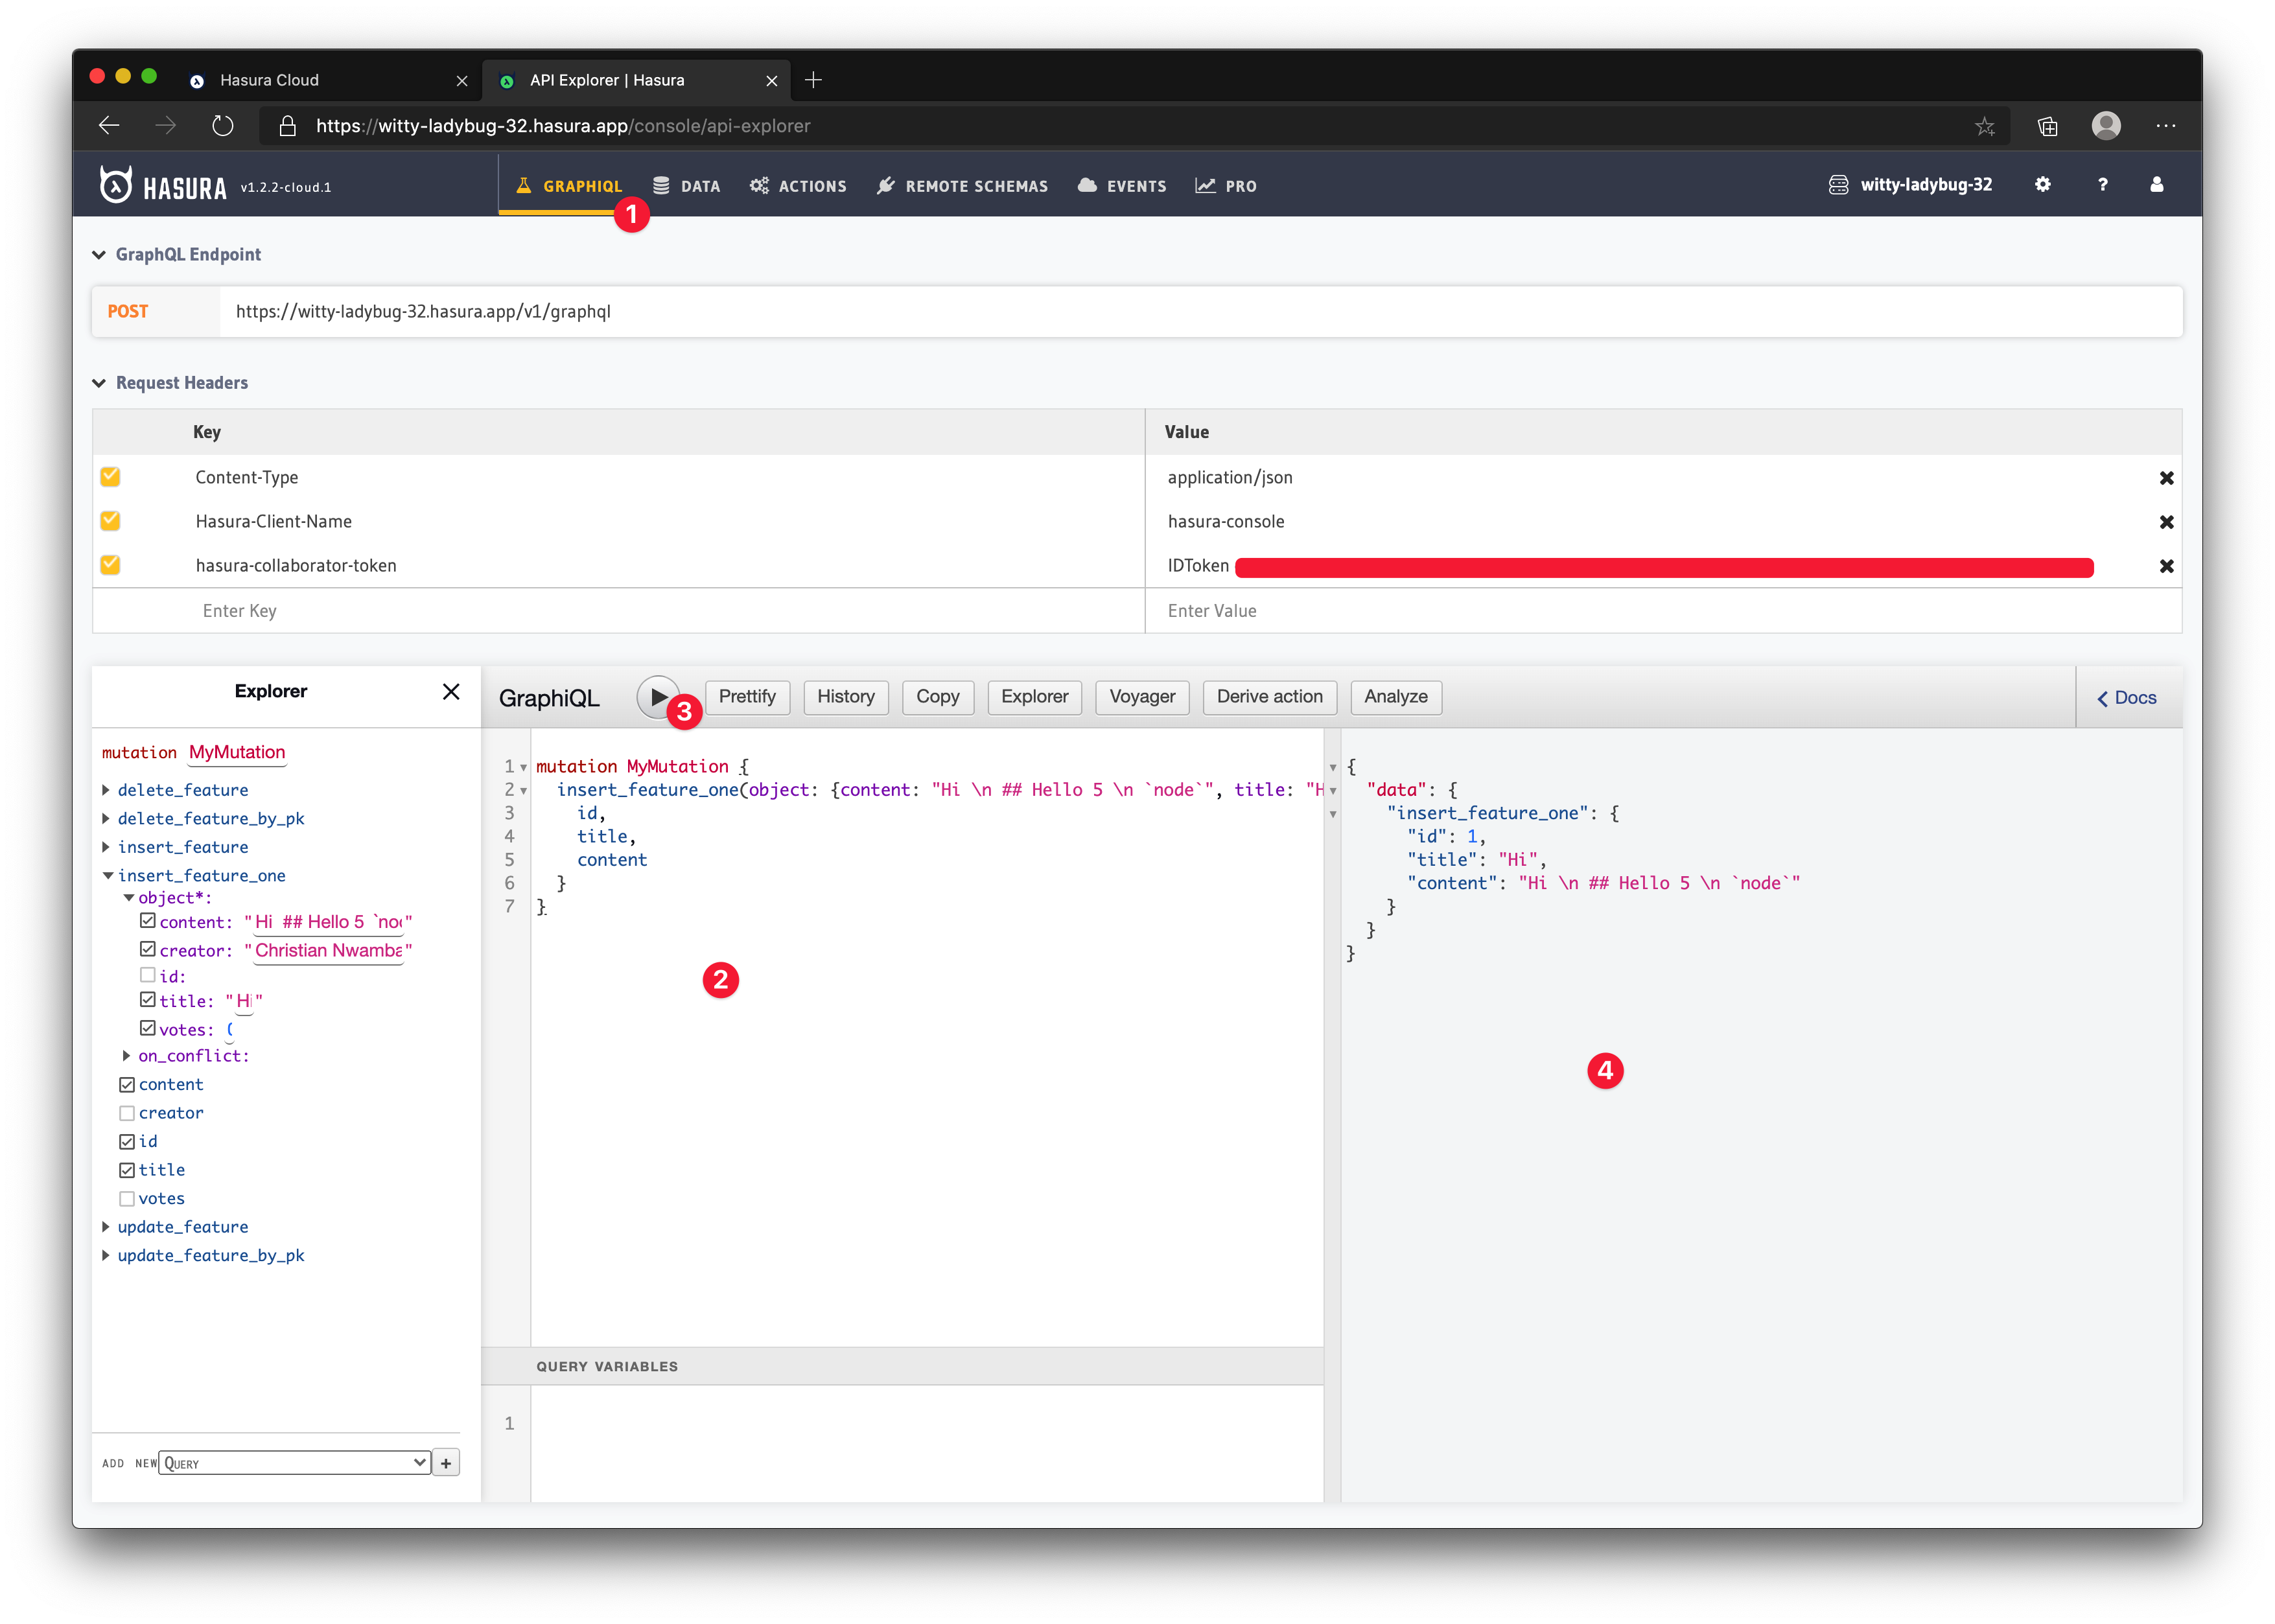 Hasura Cloud
API Explorer | Hasura
https://witty-ladybug-32.hasura.app/console/api-explorer
HASURA v1.2.2-cloud.1
GRAPHIQL DATA ACTIONS REMOTE SCHEMAS EVENTS PRO
witty-ladybug-32 ?
1
GraphQL Endpoint
POST https://witty-ladybug-32.hasura.app/v1/graphql
Request Headers
Key Value
Content-Type application/json
Hasura-Client-Name hasura-console
hasura-collaborator-token IDToken
Enter Key Enter Value
Explorer
GraphiQL 3 Prettify History Copy Explorer Voyager Derive action Analyze
Docs
mutation MyMutation
delete_feature
delete_feature_by_pk
insert_feature
insert_feature_one
object*:
content: "Hi ## Hello 5 `noc"
creator: "Christian Nwamba"
id:
title: "Hi"
votes: 0
on_conflict:
content
creator
id
title
votes
update_feature
update_feature_by_pk
ADD NEW QUERY +
1 mutation MyMutation {
2 insert_feature_one(object: {content: "Hi \n ## Hello 5 \n `node`", title: "H
3 id,
4 title,
5 content
6 }
7 }
2
QUERY VARIABLES
1
{
"data": {
"insert_feature_one": {
"id": 1,
"title": "Hi",
"content": "Hi \n ## Hello 5 \n `node`"
}
}
}
4